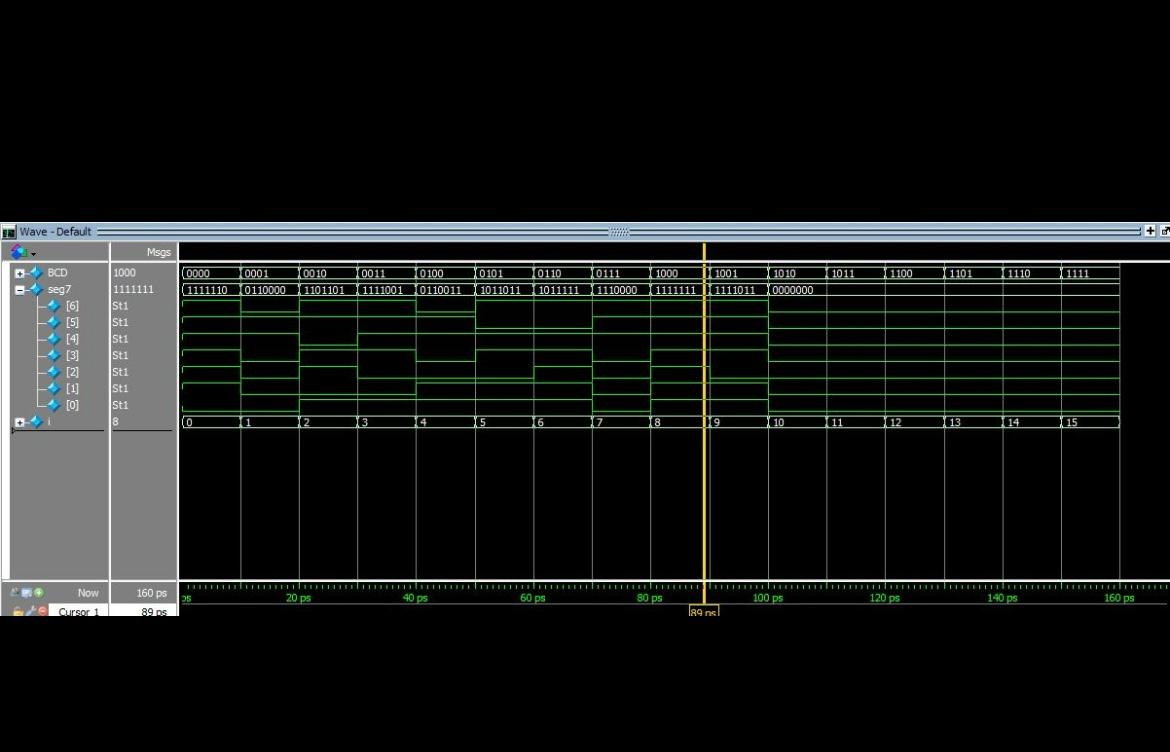 Wave - Default
Msgs
BCD 1000 0000 0001 0010 0011 0100 0101 0110 0111 1000 1001 1010 1011 1100 1101 1110 1111
seg7 1111111 1111110 0110000 1101101 1111001 0110011 1011011 1011111 1110000 1111111 1111011 0000000
[6] St1
[5] St1
[4] St1
[3] St1
[2] St1
[1] St1
[0] St1
i 8 0 1 2 3 4 5 6 7 8 9 10 11 12 13 14 15
Now 160 ps ps 20 ps 40 ps 60 ps 80 ps 100 ps 120 ps 140 ps 160 ps
Cursor 1 89 ps 89 ps